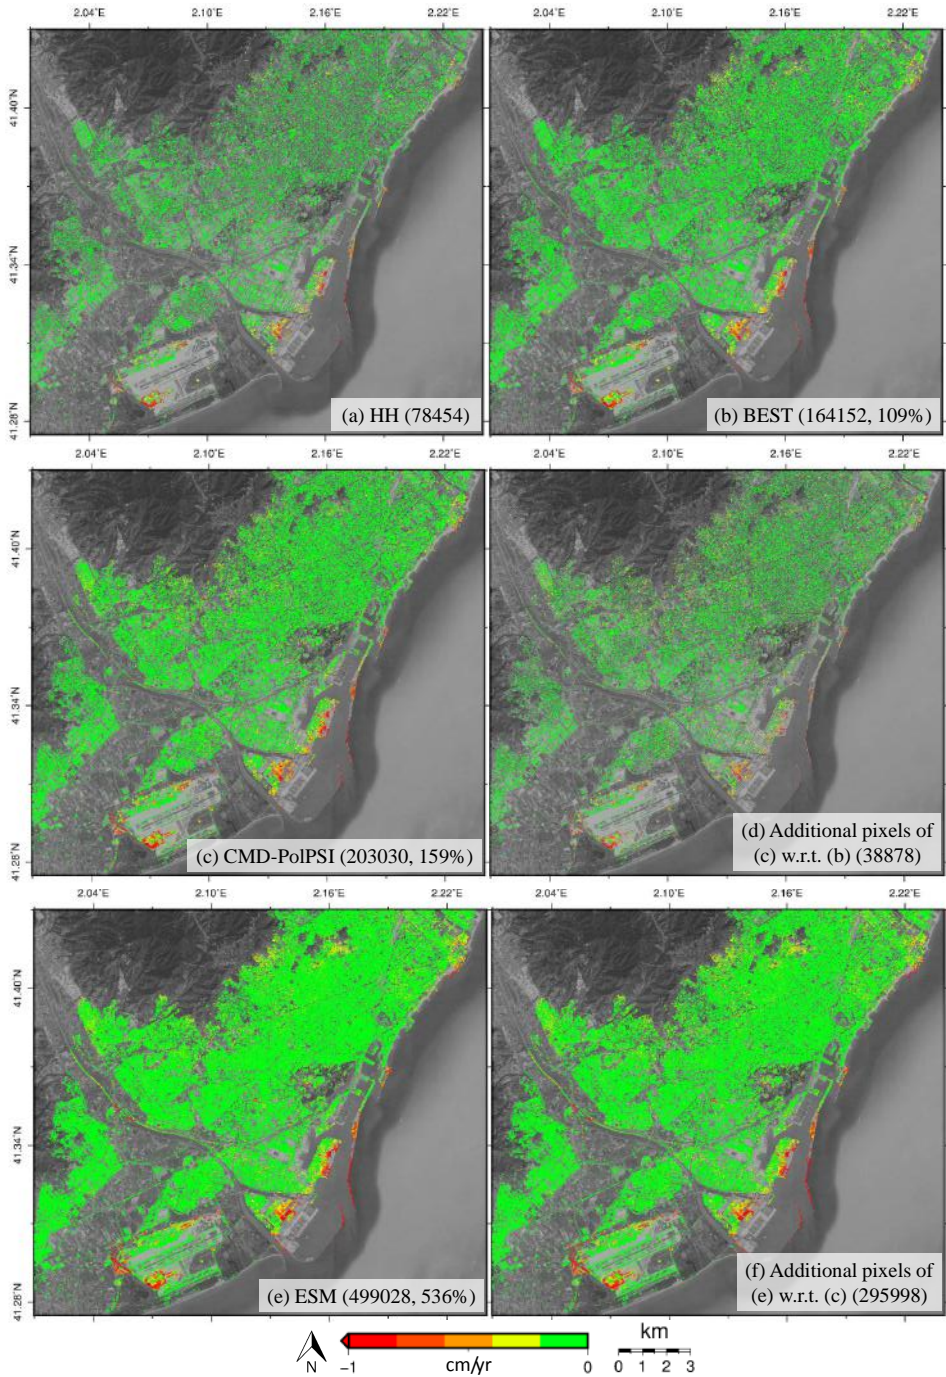 2.04°E 2.10°E 2.16°E 2.22°E 2.04°E 2.10°E 2.16°E 2.22°E
41.40°N
41.34°N
41.28°N
(a) HH (78454)
(b) BEST (164152, 109%)
2.04°E 2.10°E 2.16°E 2.22°E 2.04°E 2.10°E 2.16°E 2.22°E
41.40°N
41.34°N
41.28°N
(c) CMD-PolPSI (203030, 159%)
(d) Additional pixels of
(c) w.r.t. (b) (38878)
2.04°E 2.10°E 2.16°E 2.22°E 2.04°E 2.10°E 2.16°E 2.22°E
41.40°N
41.34°N
41.28°N
(e) ESM (499028, 536%)
(f) Additional pixels of
(e) w.r.t. (c) (295998)
N
−1 cm/yr 0
km
0 1 2 3